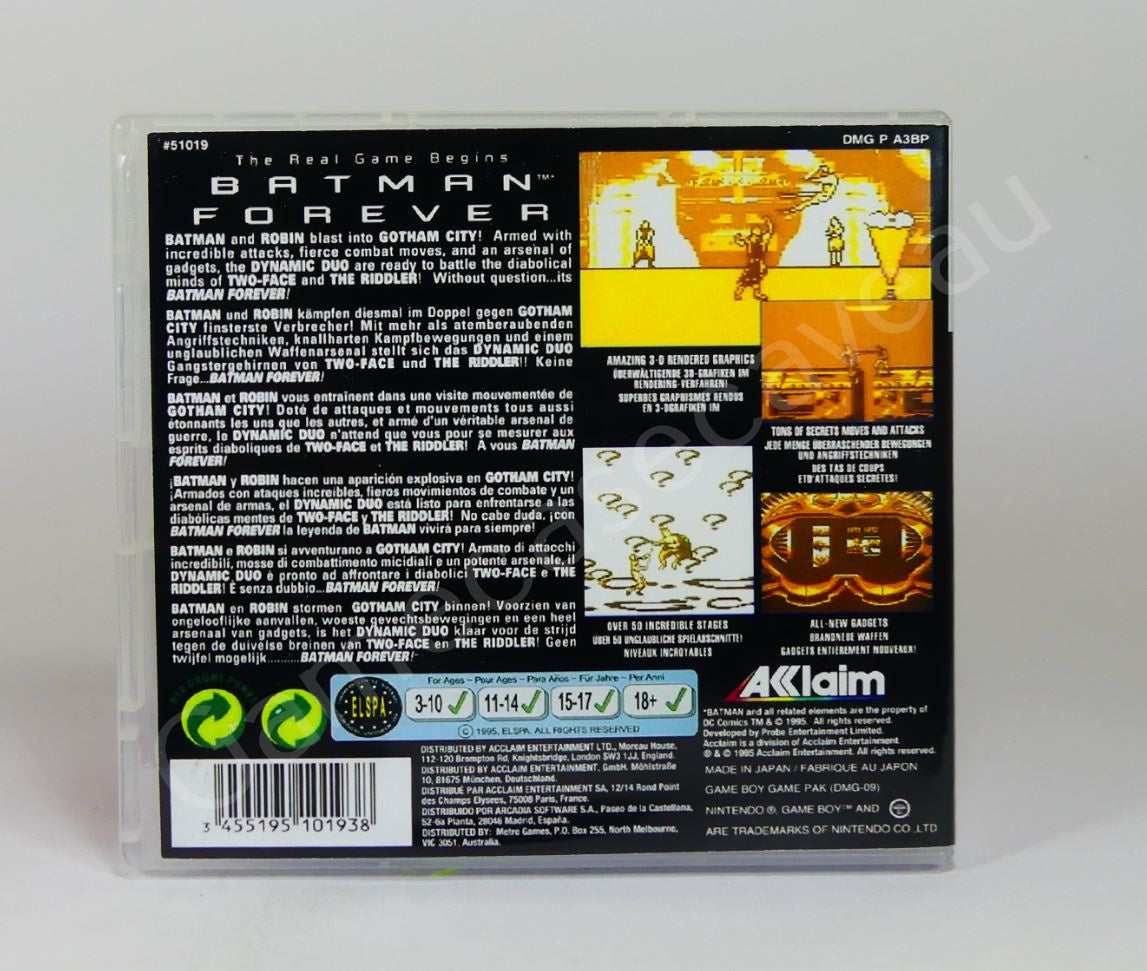 #51019
DMG P A3BP
The Real Game Begins
BATMAN™*
FOREVER
BATMAN and ROBIN blast into GOTHAM CITY! Armed with
incredible attacks, fierce combat moves, and an arsenal of
gadgets, the DYNAMIC DUO are ready to battle the diabolical
minds of TWO-FACE and THE RIDDLER! Without question...its
BATMAN FOREVER!
BATMAN und ROBIN kämpfen diesmal im Doppel gegen GOTHAM
CITY finsterste Verbrecher! Mit mehr als atemberaubenden
Angriffstechniken, knallharten Kampfbewegungen und einem
unglaublichen Waffenarsenal stellt sich das DYNAMIC DUO
Gangstergehirnen von TWO-FACE und THE RIDDLER!! Keine
Frage...BATMAN FOREVER!
BATMAN et ROBIN vous entraînent dans une visite mouvementée de
GOTHAM CITY! Doté de attaques et mouvements tous aussi
étonnants les uns que les autres, et armé d'un véritable arsenal de
guerre, le DYNAMIC DUO n'attend que vous pour se mesurer aux
esprits diaboliques de TWO-FACE et THE RIDDLER! A vous BATMAN
FOREVER!
¡BATMAN y ROBIN hacen una aparición explosiva en GOTHAM CITY!
¡Armados con ataques increíbles, fieros movimientos de combate y un
arsenal de armas, el DYNAMIC DUO está listo para enfrentarse a las
diabólicas mentes de TWO-FACE y THE RIDDLER! No cabe duda, ¡con
BATMAN FOREVER la leyenda de BATMAN vivirá para siempre!
BATMAN e ROBIN si avventurano a GOTHAM CITY! Armato di attacchi
incredibili, mosse di combattimento micidiali e un potente arsenale, il
DYNAMIC DUO è pronto ad affrontare i diabolici TWO-FACE e THE
RIDDLER! E senza dubbio...BATMAN FOREVER!
BATMAN en ROBIN stormen GOTHAM CITY binnen! Voorzien van
ongelooflijke aanvallen, woeste gevechtsbewegingen en een heel
arsenaal van gadgets, is het DYNAMIC DUO klaar voor de strijd
tegen de duivelse breinen van TWO-FACE en THE RIDDLER! Geen
twijfel mogelijk..........BATMAN FOREVER!
AMAZING 3-D RENDERED GRAPHICS
ÜBERWÄLTIGENDE 3D-GRAFIKEN IM
RENDERING-VERFAHREN!
SUPERBES GRAPHISMES RENDUS
EN 3-DGRAFIKEN IM
TONS OF SECRETS MOVES AND ATTACKS
JEDE MENGE ÜBERRASCHENDER BEWEGUNGEN
UND ANGRIFFSTECHNIKEN
DES TAS DE COUPS
ETD'ATTAQUES SECRETES!
OVER 50 INCREDIBLE STAGES
ÜBER 50 UNGLAUBLICHE SPIELABSCHNITTE!
NIVEAUX INCROYABLES
ALL-NEW GADGETS
BRANDNEUE WAFFEN
GADGETS ENTIEREMENT NOUVEAUX!
DER GRÜNE PUNKT
ELSPA
For Ages – Pour Ages – Para Años – Für Jahre – Per Anni
3-10 11-14 15-17 18+
© 1995, ELSPA. ALL RIGHTS RESERVED
DISTRIBUTED BY ACCLAIM ENTERTAINMENT LTD., Moreau House,
112-120 Brompton Rd, Knightsbridge, London SW3 1JJ, England.
DISTRIBUTED BY ACCLAIM ENTERTAINMENT, GmbH. Möhlstraße
10, 81675 München, Deutschland.
DISTRIBUÉ PAR ACCLAIM ENTERTAINMENT SA, 12/14 Rond Point
des Champs Elysees, 75008 Paris, France.
DISTRIBUIDO POR ARCADIA SOFTWARE S.A., Paseo de la Castellana,
52-6a Planta, 28046 Madrid, España.
DISTRIBUTED BY: Metro Games, P.O. Box 255, North Melbourne,
VIC 3051, Australia.
3 455195 101938
AKKlaim
*BATMAN and all related elements are the property of
DC Comics TM & © 1995. All rights reserved.
Developed by Probe Entertainment Limited.
Acclaim is a division of Acclaim Entertainment.
® & © 1995 Acclaim Entertainment. All rights reserved.
MADE IN JAPAN / FABRIQUE AU JAPON
GAME BOY GAME PAK (DMG-09)
NINTENDO ®, GAME BOY™ AND
ARE TRADEMARKS OF NINTENDO CO.,LTD
Gamecasecaveau